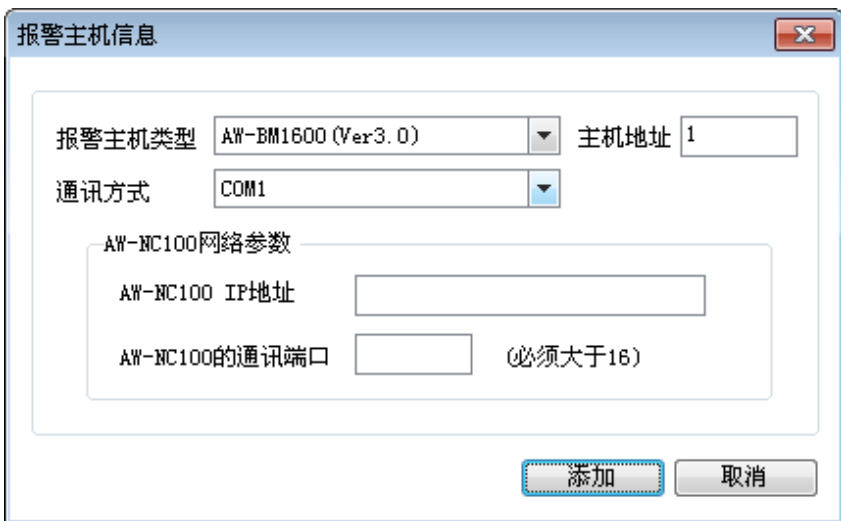 报警主机信息
报警主机类型 AW-BM1600(Ver3.0) 主机地址 1
通讯方式 COM1
AW-NC100网络参数
AW-NC100 IP地址
AW-NC100的通讯端口 (必须大于16)
添加 取消